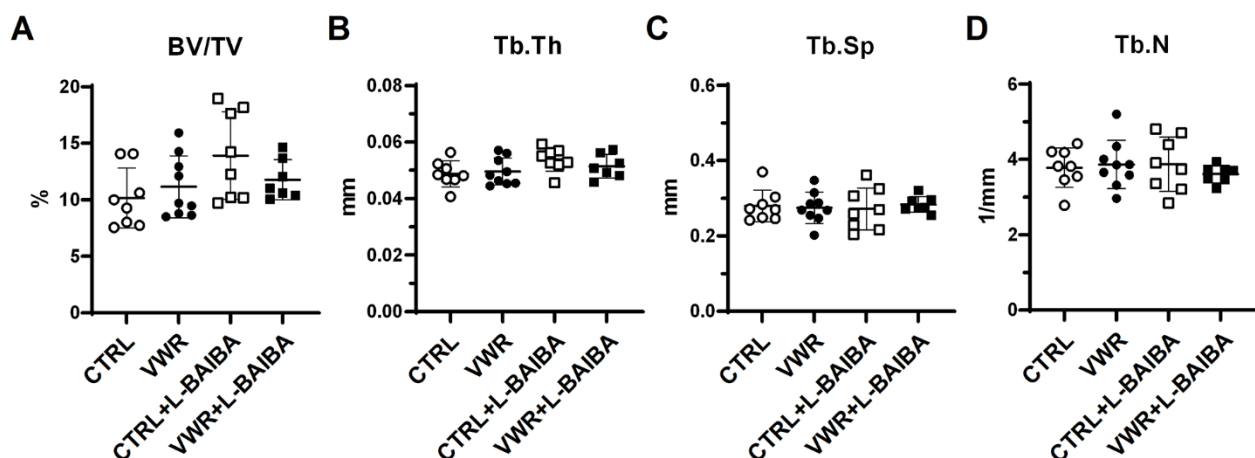 A
BV/TV
%
20
15
10
5
0
CTRL
VWR
CTRL+L-BAIBA
VWR+L-BAIBA
B
Tb.Th
mm
0.08
0.06
0.04
0.02
0.00
CTRL
VWR
CTRL+L-BAIBA
VWR+L-BAIBA
C
Tb.Sp
mm
0.6
0.4
0.2
0.0
CTRL
VWR
CTRL+L-BAIBA
VWR+L-BAIBA
D
Tb.N
1/mm
6
4
2
0
CTRL
VWR
CTRL+L-BAIBA
VWR+L-BAIBA